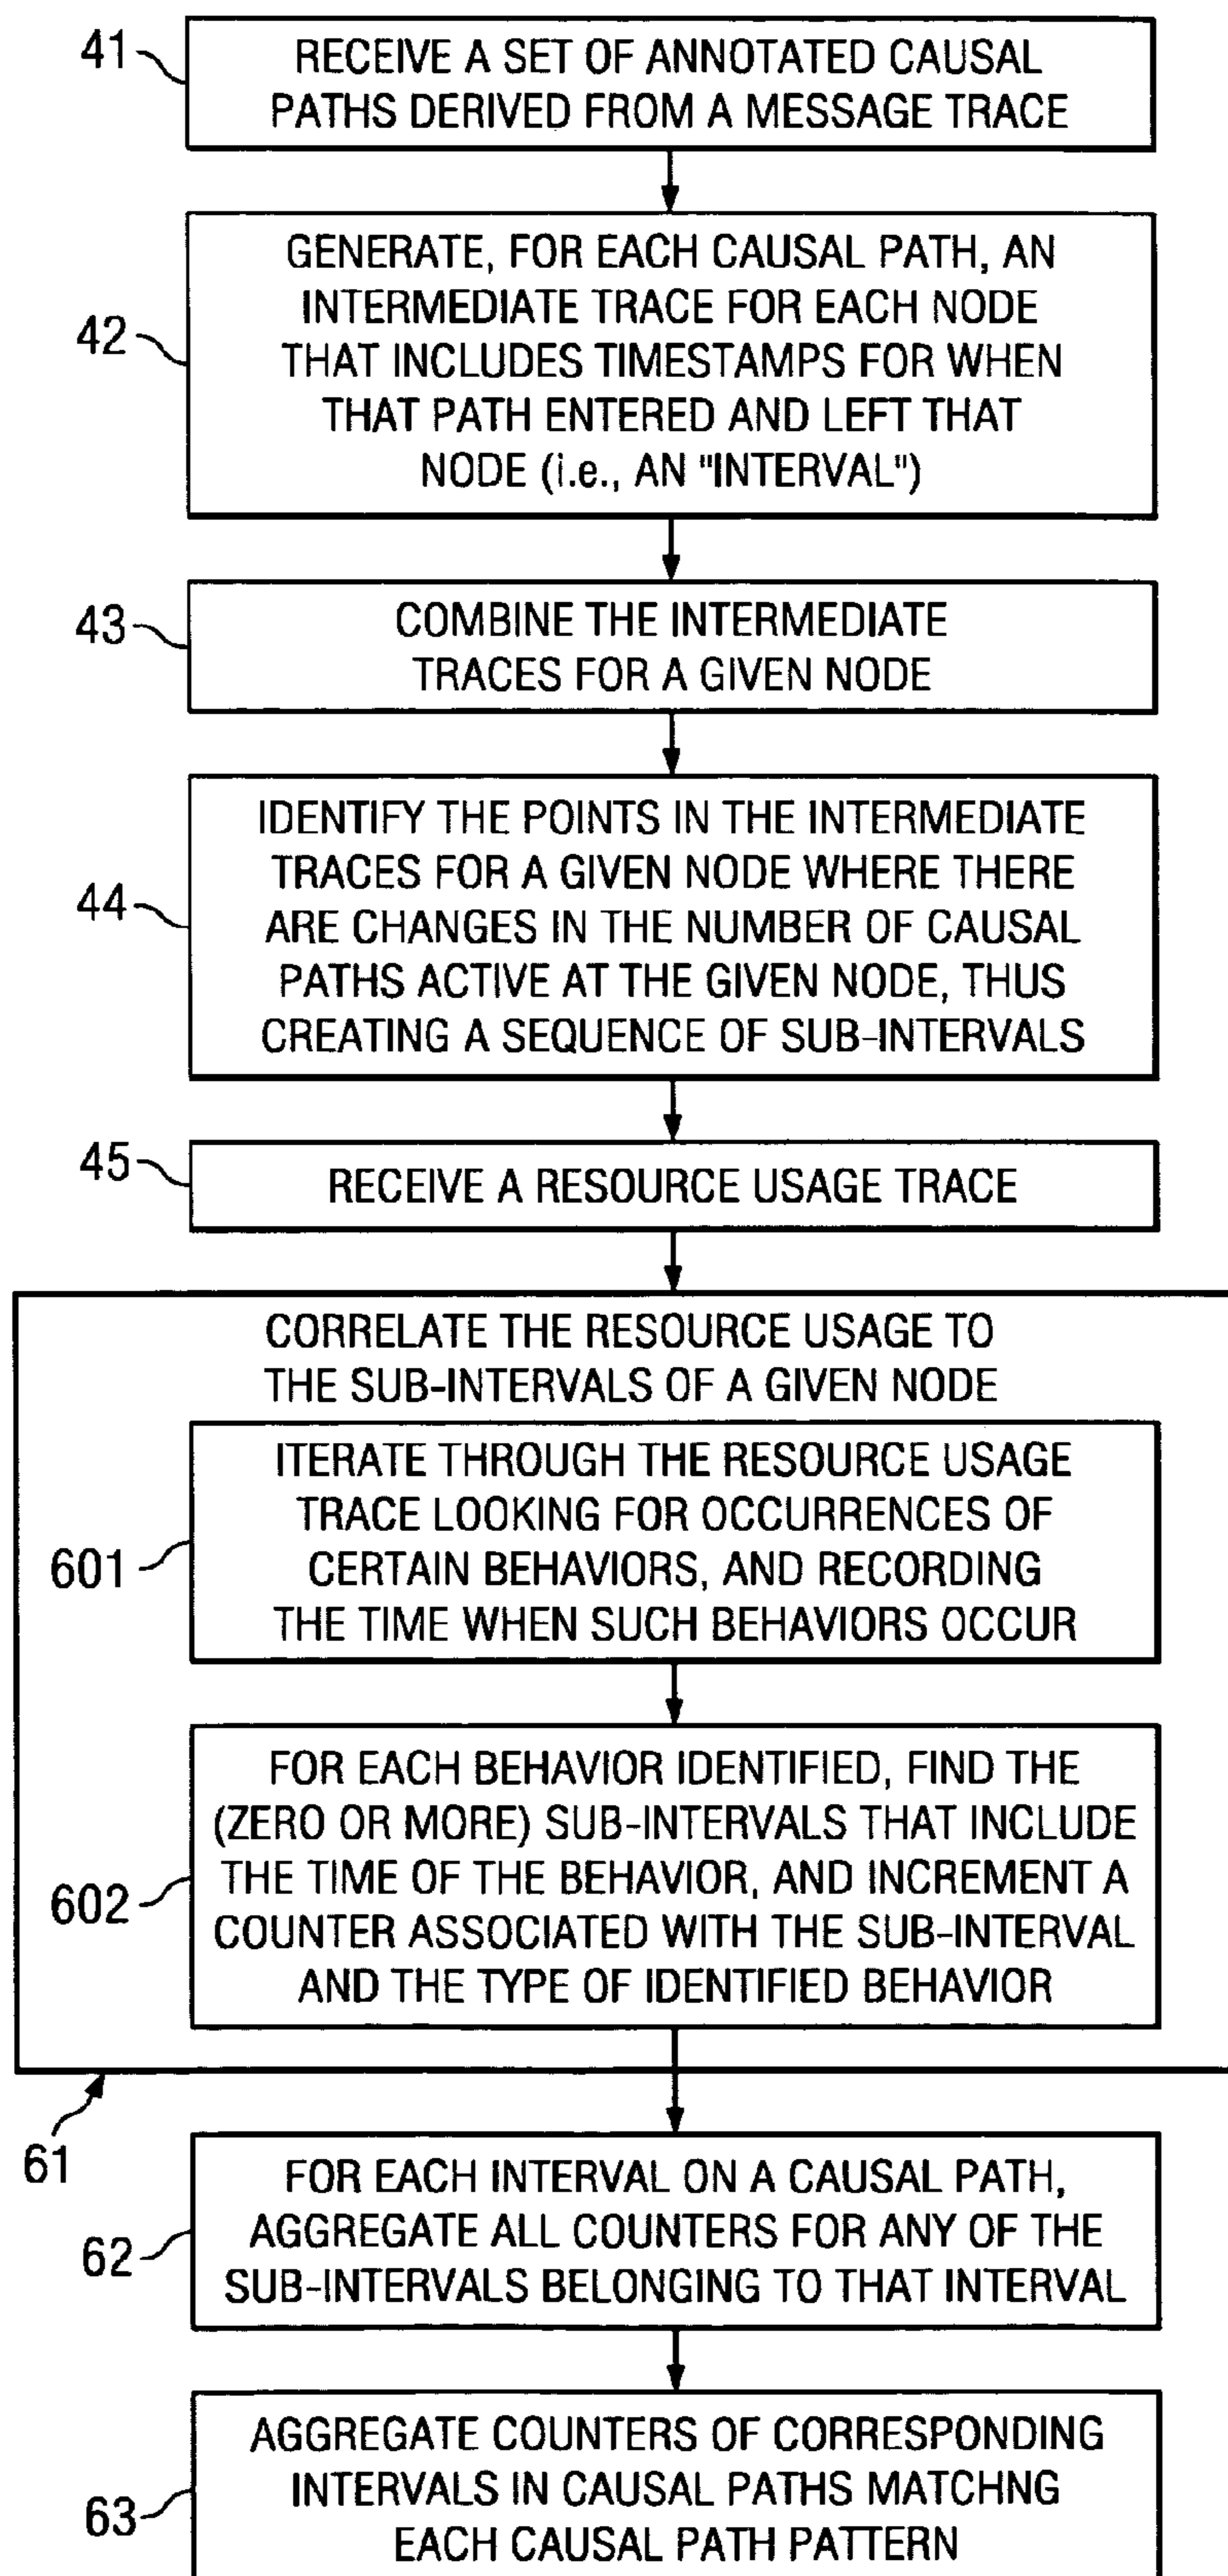 41
RECEIVE A SET OF ANNOTATED CAUSAL
PATHS DERIVED FROM A MESSAGE TRACE
42
GENERATE, FOR EACH CAUSAL PATH, AN
INTERMEDIATE TRACE FOR EACH NODE
THAT INCLUDES TIMESTAMPS FOR WHEN
THAT PATH ENTERED AND LEFT THAT
NODE (i.e., AN "INTERVAL")
43
COMBINE THE INTERMEDIATE
TRACES FOR A GIVEN NODE
44
IDENTIFY THE POINTS IN THE INTERMEDIATE
TRACES FOR A GIVEN NODE WHERE THERE
ARE CHANGES IN THE NUMBER OF CAUSAL
PATHS ACTIVE AT THE GIVEN NODE, THUS
CREATING A SEQUENCE OF SUB-INTERVALS
45
RECEIVE A RESOURCE USAGE TRACE
CORRELATE THE RESOURCE USAGE TO
THE SUB-INTERVALS OF A GIVEN NODE
601
ITERATE THROUGH THE RESOURCE USAGE
TRACE LOOKING FOR OCCURRENCES OF
CERTAIN BEHAVIORS, AND RECORDING
THE TIME WHEN SUCH BEHAVIORS OCCUR
602
FOR EACH BEHAVIOR IDENTIFIED, FIND THE
(ZERO OR MORE) SUB-INTERVALS THAT INCLUDE
THE TIME OF THE BEHAVIOR, AND INCREMENT A
COUNTER ASSOCIATED WITH THE SUB-INTERVAL
AND THE TYPE OF IDENTIFIED BEHAVIOR
61
62
FOR EACH INTERVAL ON A CAUSAL PATH,
AGGREGATE ALL COUNTERS FOR ANY OF THE
SUB-INTERVALS BELONGING TO THAT INTERVAL
63
AGGREGATE COUNTERS OF CORRESPONDING
INTERVALS IN CAUSAL PATHS MATCHNG
EACH CAUSAL PATH PATTERN